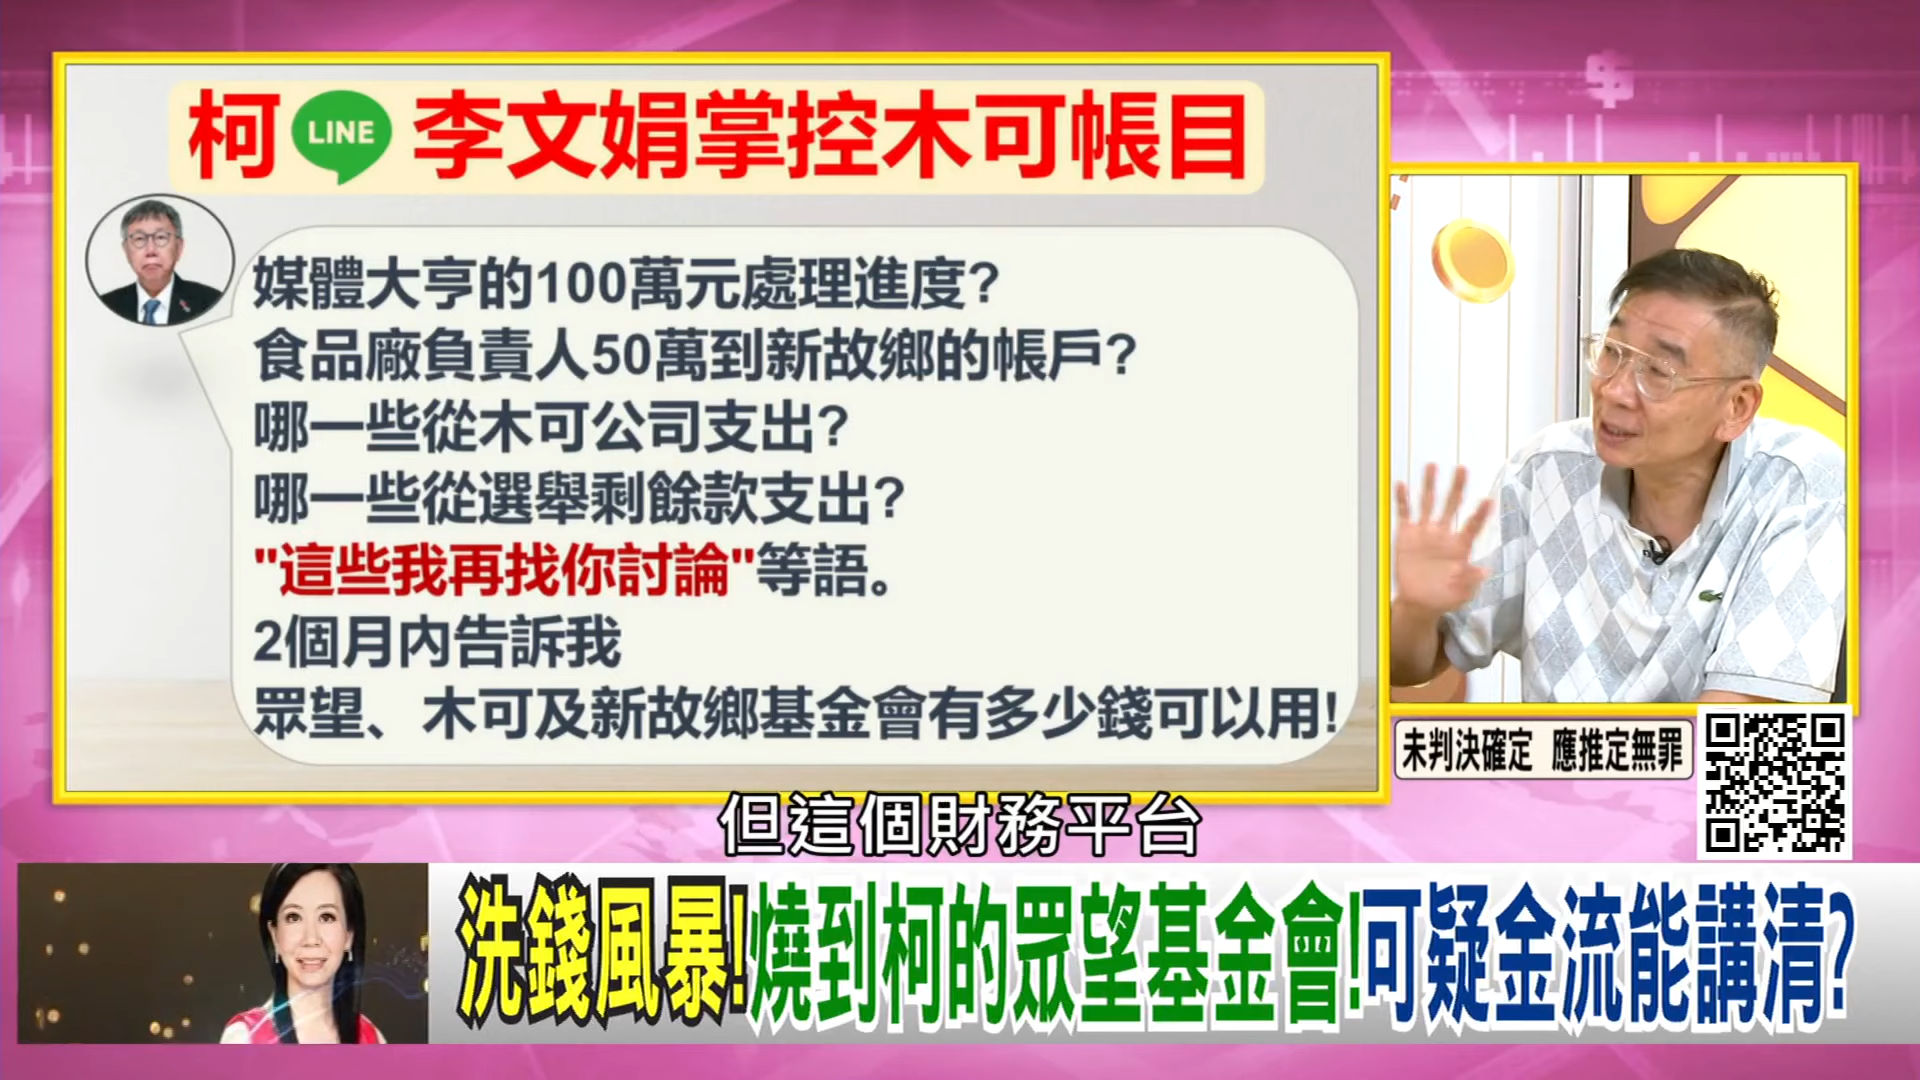 柯 LINE 李文娟掌控木可帳目
媒體大亨的100萬元處理進度?
食品廠負責人50萬到新故鄉的帳戶?
哪一些從木可公司支出?
哪一些從選舉剩餘款支出?
"這些我再找你討論"等語。
2個月內告訴我
眾望、木可及新故鄉基金會有多少錢可以用!
未判決確定 應推定無罪
但這個財務平台
洗錢風暴!燒到柯的眾望基金會!可疑金流能講清?